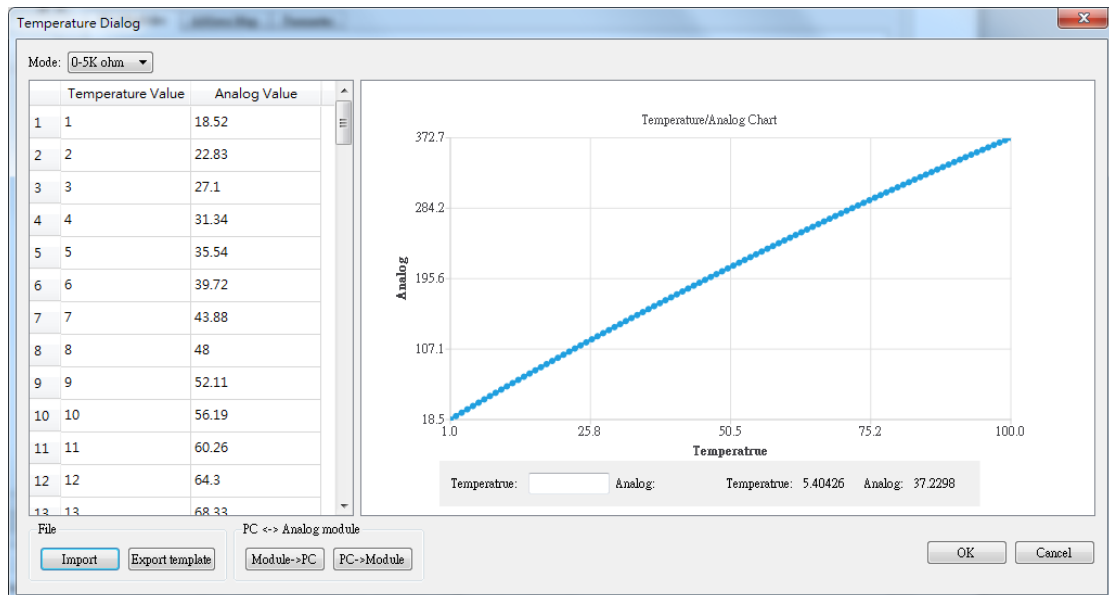 Temperature Dialog
Mode: 0-5K ohm
Temperature Value Analog Value
1 1 18.52
2 2 22.83
3 3 27.1
4 4 31.34
5 5 35.54
6 6 39.72
7 7 43.88
8 8 48
9 9 52.11
10 10 56.19
11 11 60.26
12 12 64.3
13 13 68.33
Temperature/Analog Chart
372.7
284.2
195.6
107.1
18.5
Analog
1.0 25.8 50.5 75.2 100.0
Temperatrue
Temperatrue: Analog: Temperatrue: 5.40426 Analog: 37.2298
File
Import Export template
PC <-> Analog module
Module->PC PC->Module
OK Cancel